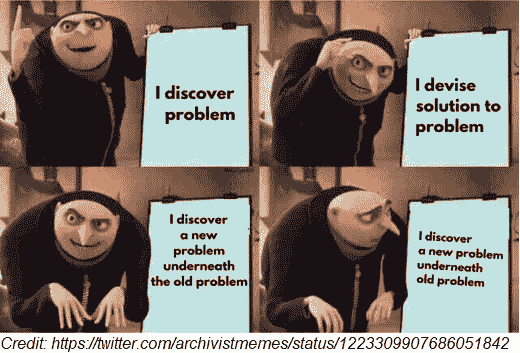 I discover
problem
I devise
solution to
problem
I discover
a new
problem
underneath
the old problem
I discover
a new problem
underneath
old problem
Credit: https://twitter.com/archivistmemes/status/1223309907686051842